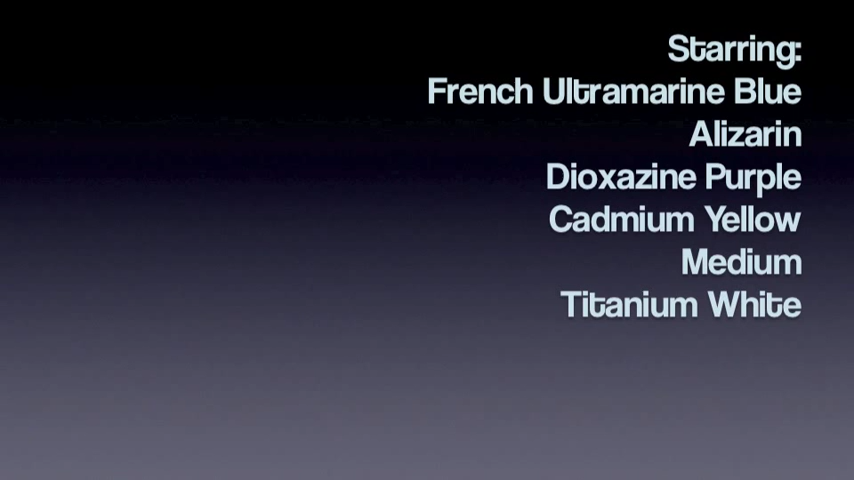 Starring:
French Ultramarine Blue
Alizarin
Dioxazine Purple
Cadmium Yellow
Medium
Titanium White